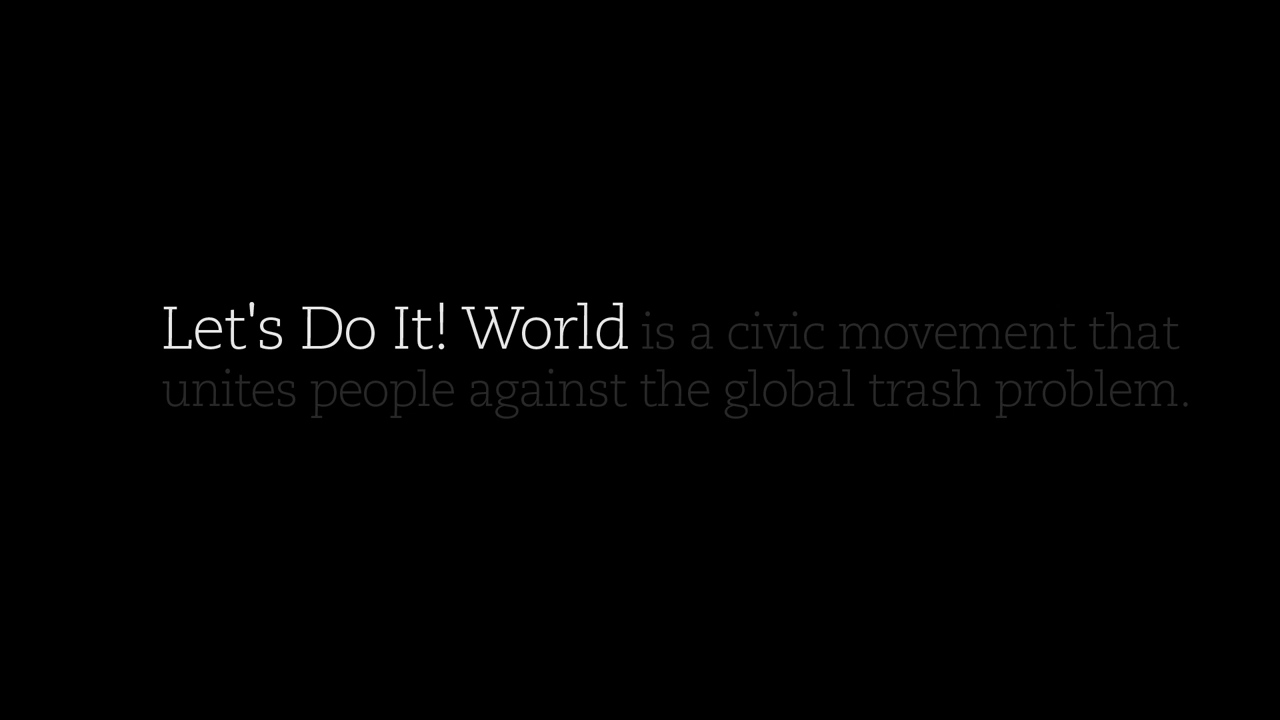 Let's Do It! World is a civic movement that
unites people against the global trash problem.